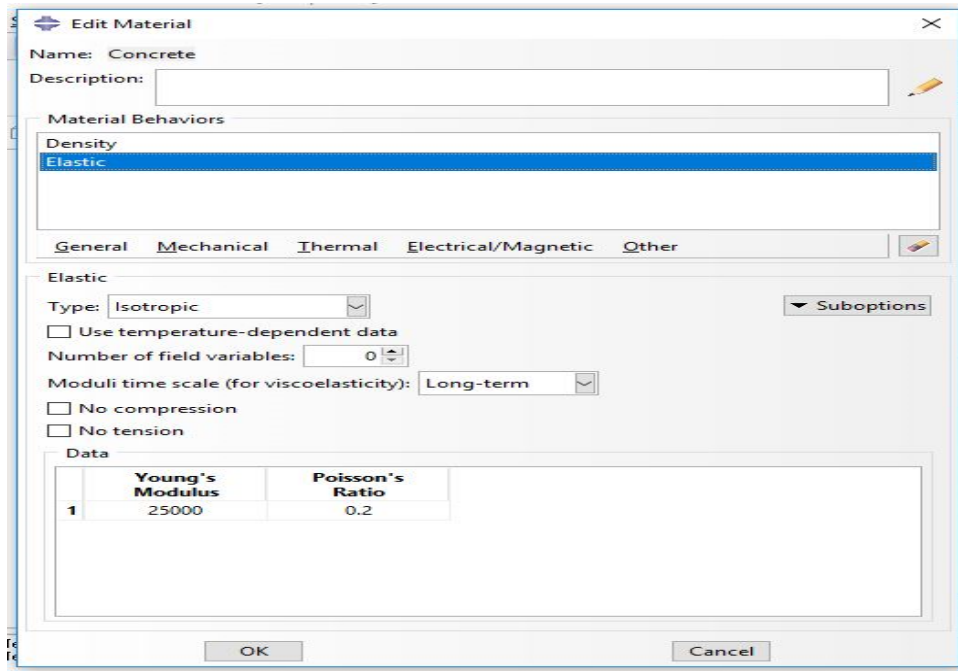 Edit Material
Name: Concrete
Description:
Material Behaviors
Density
Elastic
General Mechanical Thermal Electrical/Magnetic Other
Elastic
Type: Isotropic
Suboptions
Use temperature-dependent data
Number of field variables: 0
Moduli time scale (for viscoelasticity): Long-term
No compression
No tension
Data
Young's Modulus
Poisson's Ratio
1 25000 0.2
OK Cancel